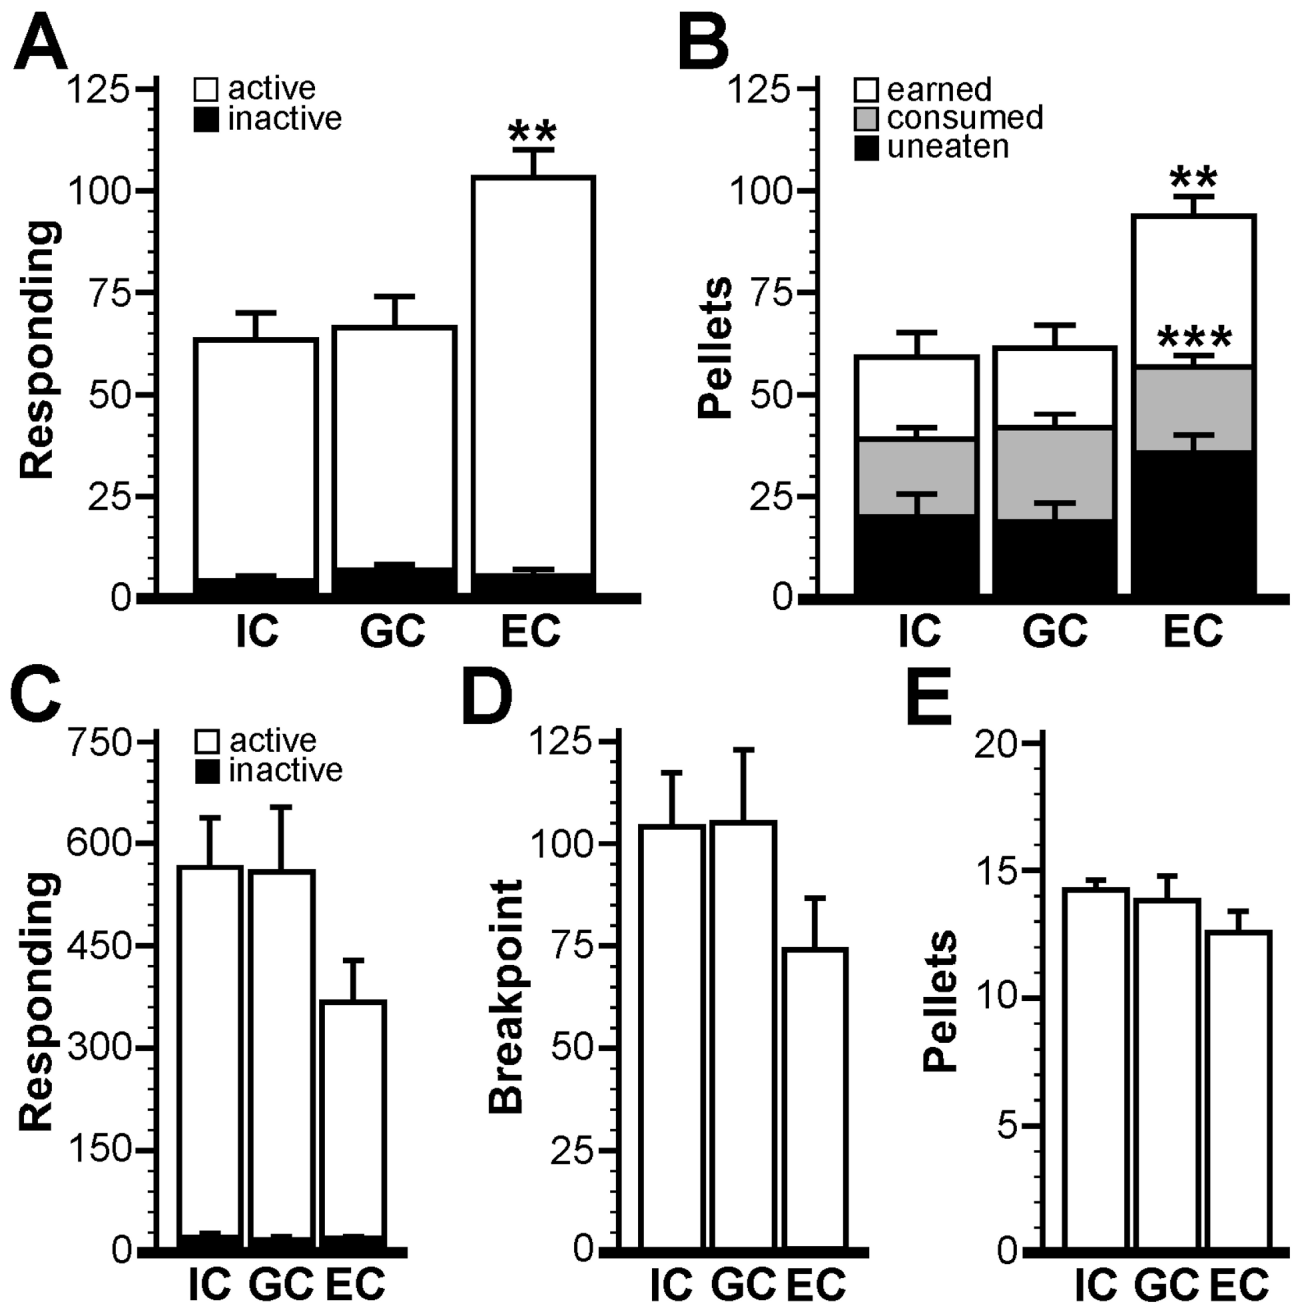 A
Responding
125
100
75
50
25
0
active
inactive
**
IC GC EC
B
Pellets
125
100
75
50
25
0
earned
consumed
uneaten
**
***
IC GC EC
C
Responding
750
600
450
300
150
0
active
inactive
IC GC EC
D
Breakpoint
125
100
75
50
25
0
IC GC EC
E
Pellets
20
15
10
5
0
IC GC EC